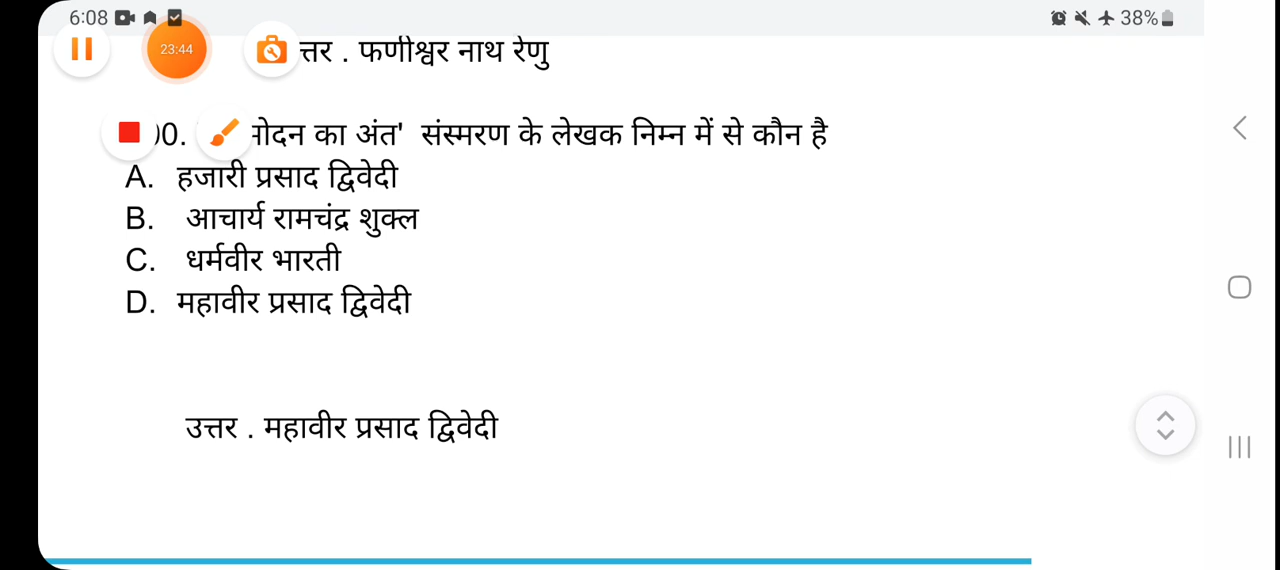 6:08
38%
23:44
त्तर . फणीश्वर नाथ रेणु
0. का अंत' संस्मरण के लेखक निम्न में से कौन है
A. हजारी प्रसाद द्विवेदी
B. आचार्य रामचंद्र शुक्ल
C. धर्मवीर भारती
D. महावीर प्रसाद द्विवेदी
उत्तर . महावीर प्रसाद द्विवेदी